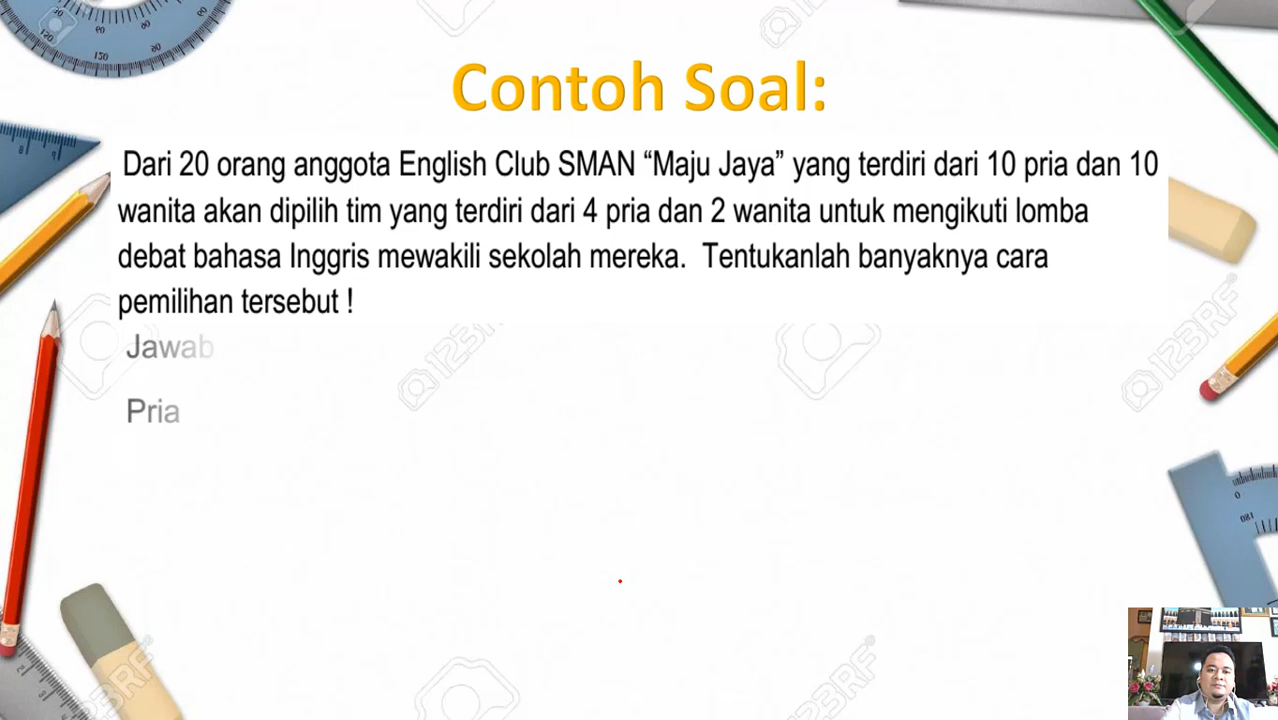 Contoh Soal:
Dari 20 orang anggota English Club SMAN “Maju Jaya” yang terdiri dari 10 pria dan 10
wanita akan dipilih tim yang terdiri dari 4 pria dan 2 wanita untuk mengikuti lomba
debat bahasa Inggris mewakili sekolah mereka. Tentukanlah banyaknya cara
pemilihan tersebut !
Jawab
Pria